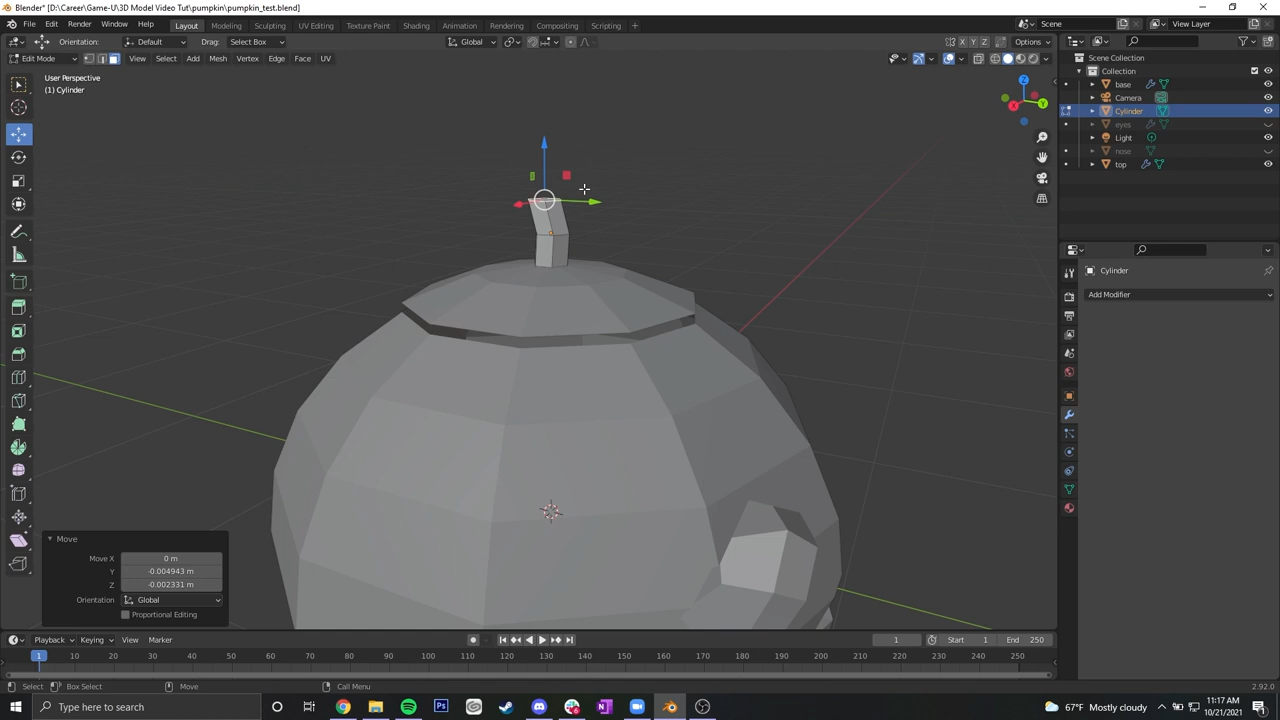 Blender* [D:\Career\Game-U\3D Model Video Tut\pumpkin\pumpkin_test.blend]
File Edit Render Window Help Layout Modeling Sculpting UV Editing Texture Paint Shading Animation Rendering Compositing Scripting + Scene View Layer
Orientation: Default Drag: Select Box Global X Y Z Options
Edit Mode View Select Add Mesh Vertex Edge Face UV
User Perspective
(1) Cylinder
Z
X Y
Scene Collection
Collection
base
Camera
Cylinder
eyes
Light
nose
top
Cylinder
Add Modifier
Move
Move X 0 m
Y -0.004943 m
Z -0.002331 m
Orientation Global
Proportional Editing
Playback Keying View Marker 1 Start 1 End 250
1 10 20 30 40 50 60 70 80 90 100 110 120 130 140 150 160 170 180 190 200 210 220 230 240 250
Select Box Select Move Call Menu 2.92.0
Type here to search 67°F Mostly cloudy 11:17 AM
10/21/2021